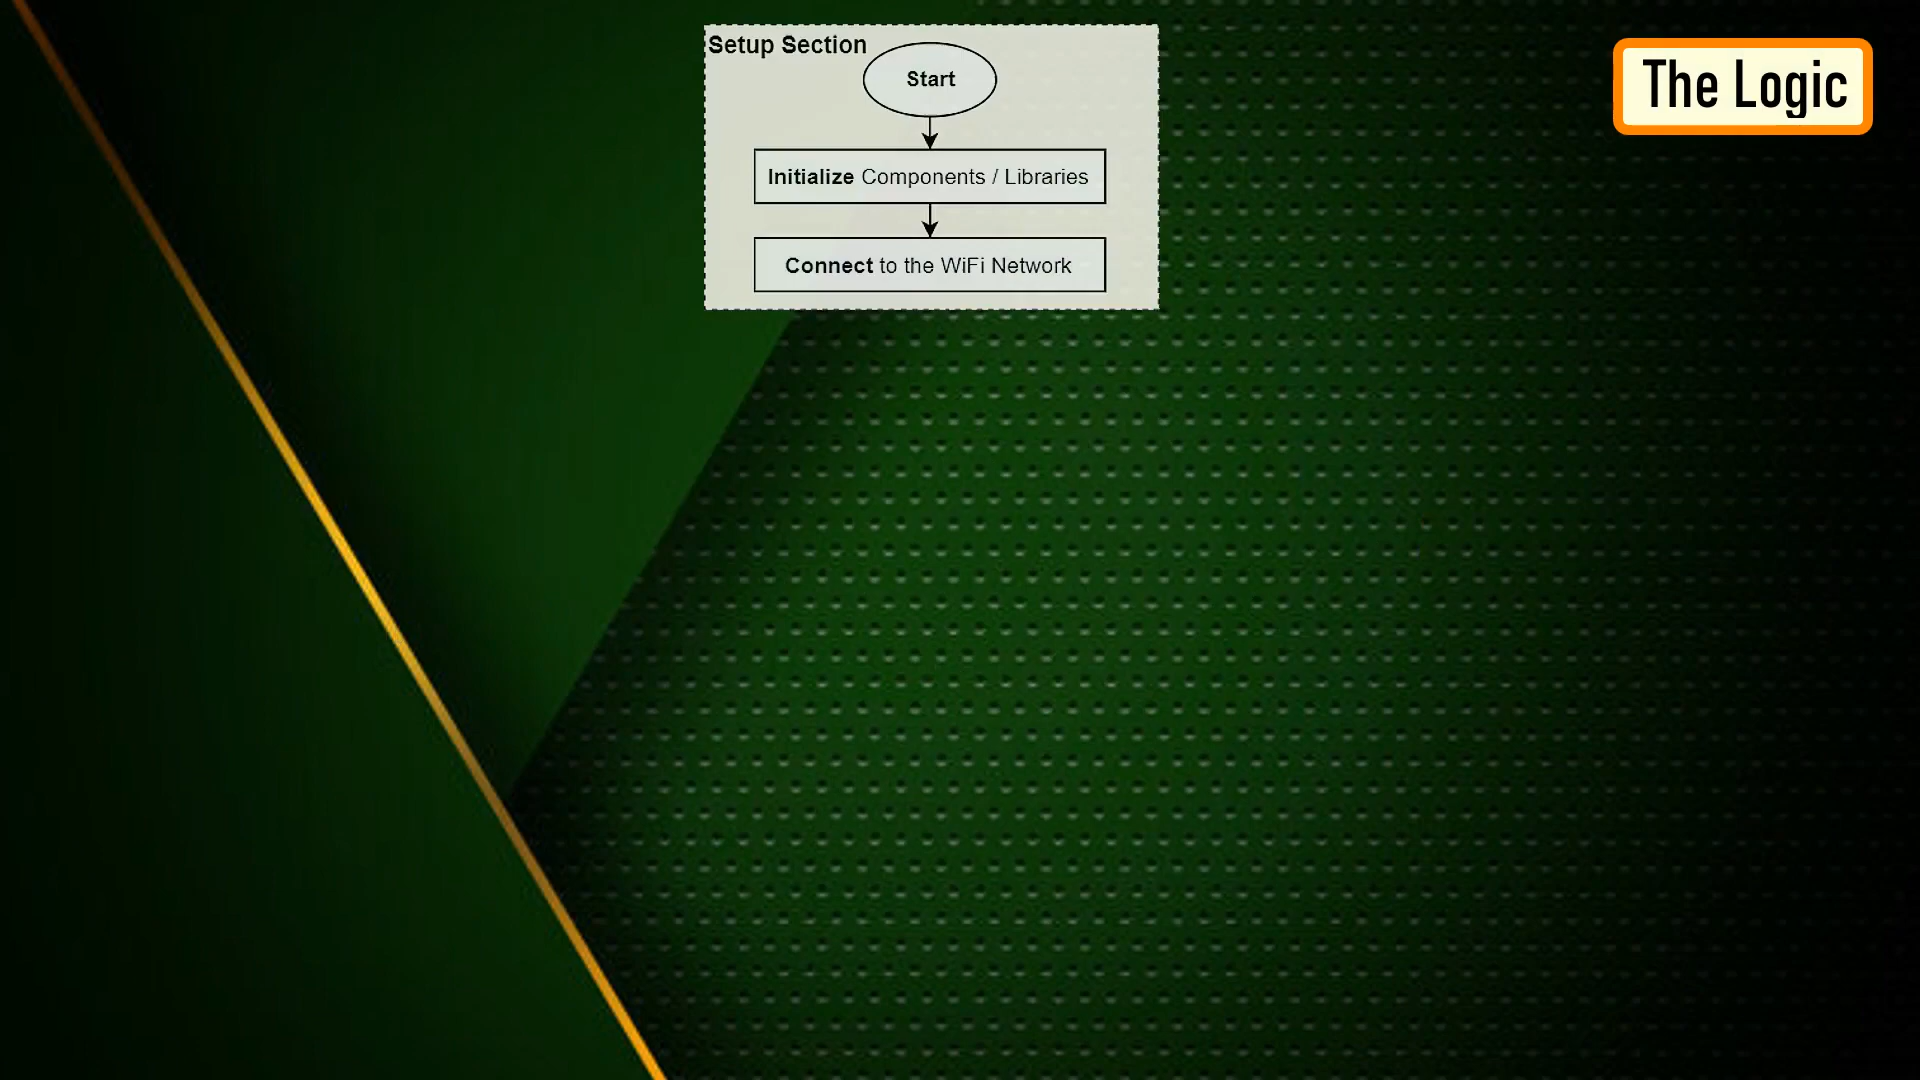 Setup Section
Start
Initialize Components / Libraries
Connect to the WiFi Network
The Logic